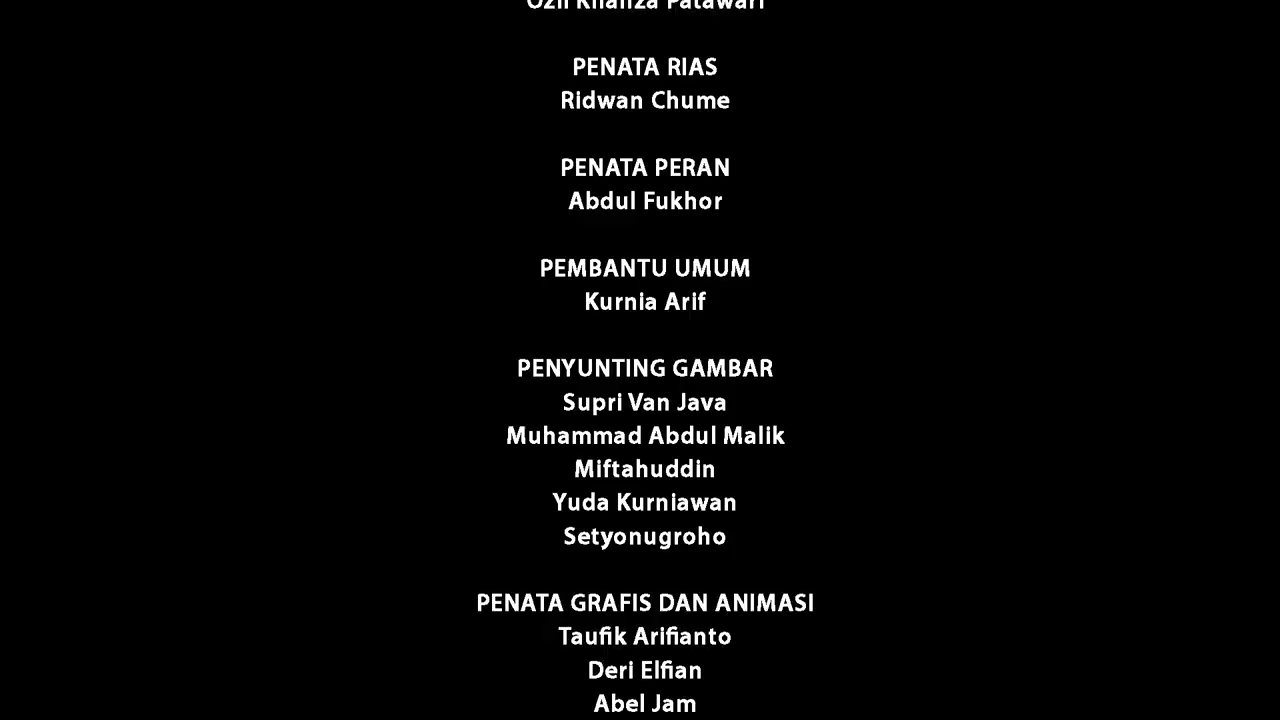 PENATA RIAS
Ridwan Chume
PENATA PERAN
Abdul Fukhor
PEMBANTU UMUM
Kurnia Arif
PENYUNTING GAMBAR
Supri Van Java
Muhammad Abdul Malik
Miftahuddin
Yuda Kurniawan
Setyonugroho
PENATA GRAFIS DAN ANIMASI
Taufik Arifianto
Deri Elfian
Abel Jam